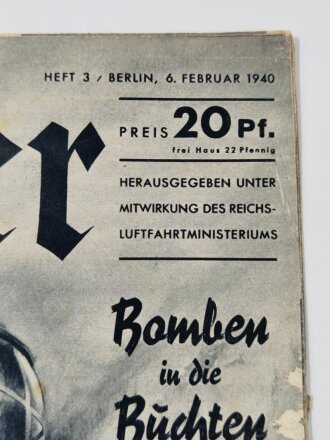 HEFT 3 / BERLIN, 6. FEBRUAR 1940
er
PREIS 20 Pf.
frei Haus 22 Pfennig
HERAUSGEGEBEN UNTER
MITWIRKUNG DES REICHS-
LUFTFAHRTMINISTERIUMS
Bomben
in die
Buchten